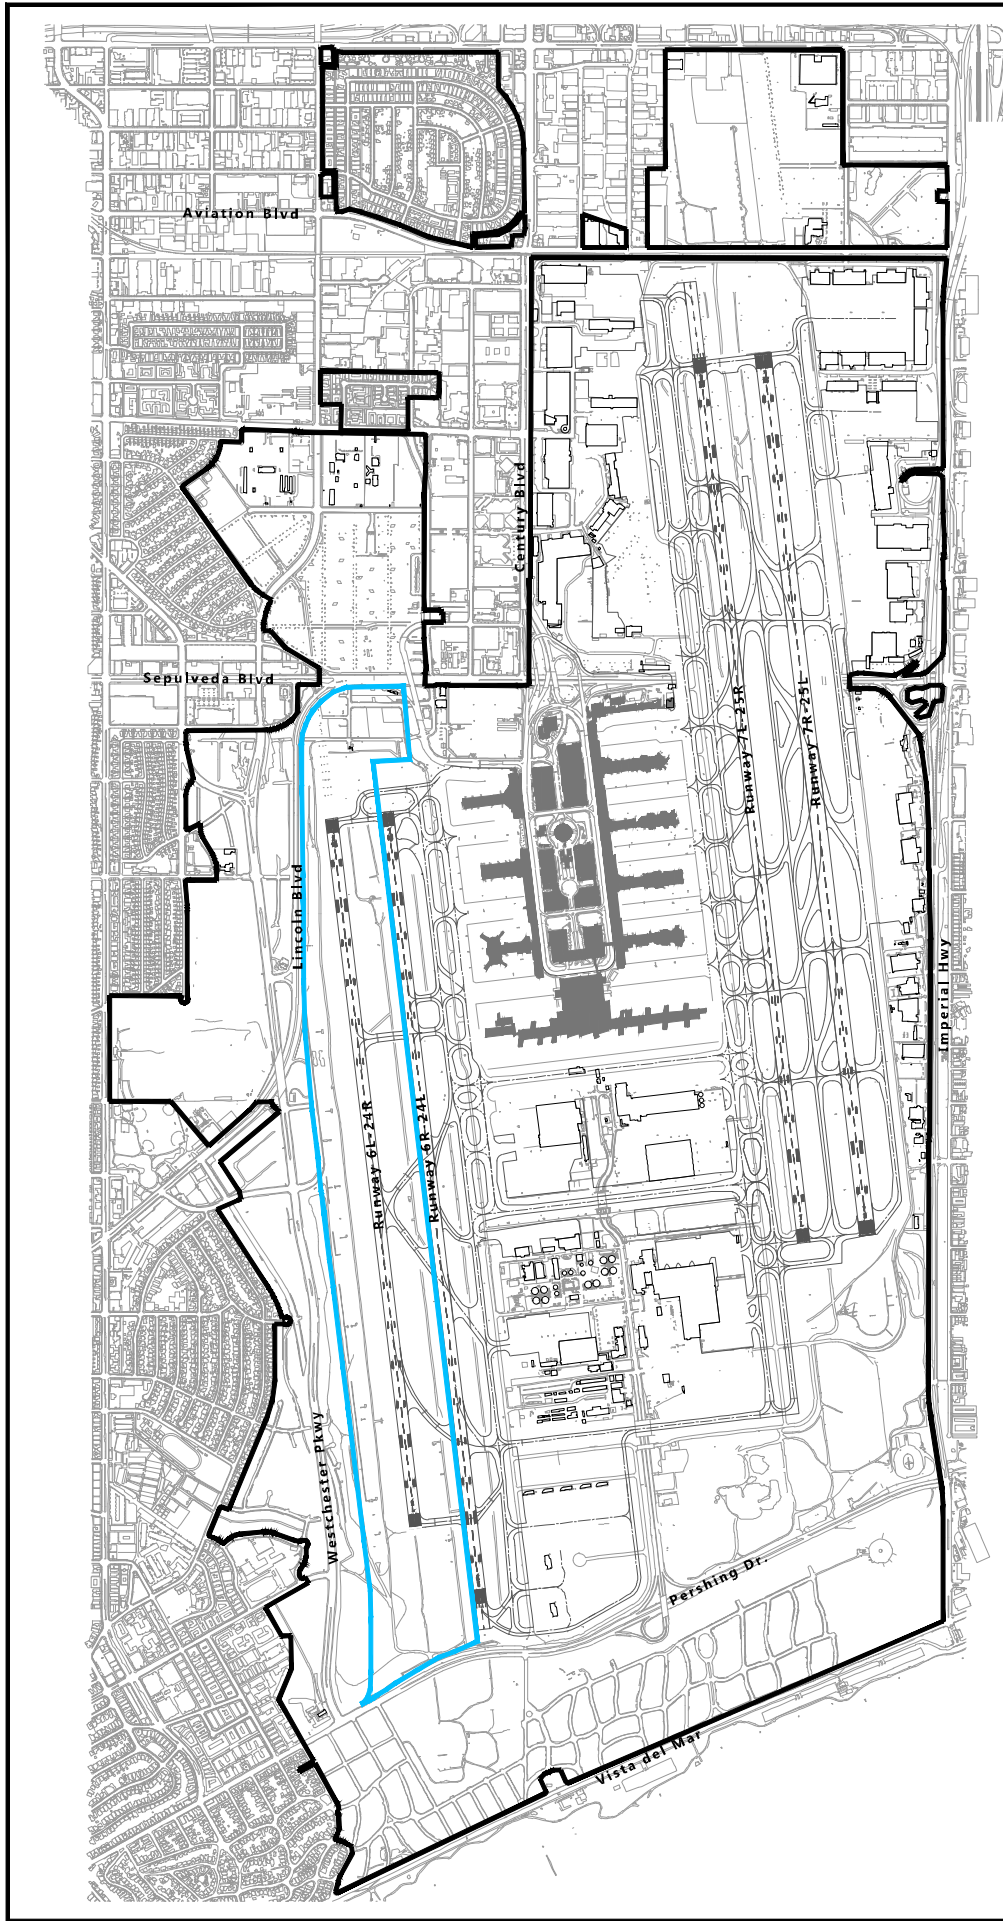 Aviation Blvd
Century Blvd
Sepulveda Blvd
Runway 7L-25R
Runway 7R-25L
Lincoln Blvd
Imperial Hwy
Runway 6L-24R
Runway 6R-24L
Westchester Pkwy
Pershing Dr.
Vista del Mar